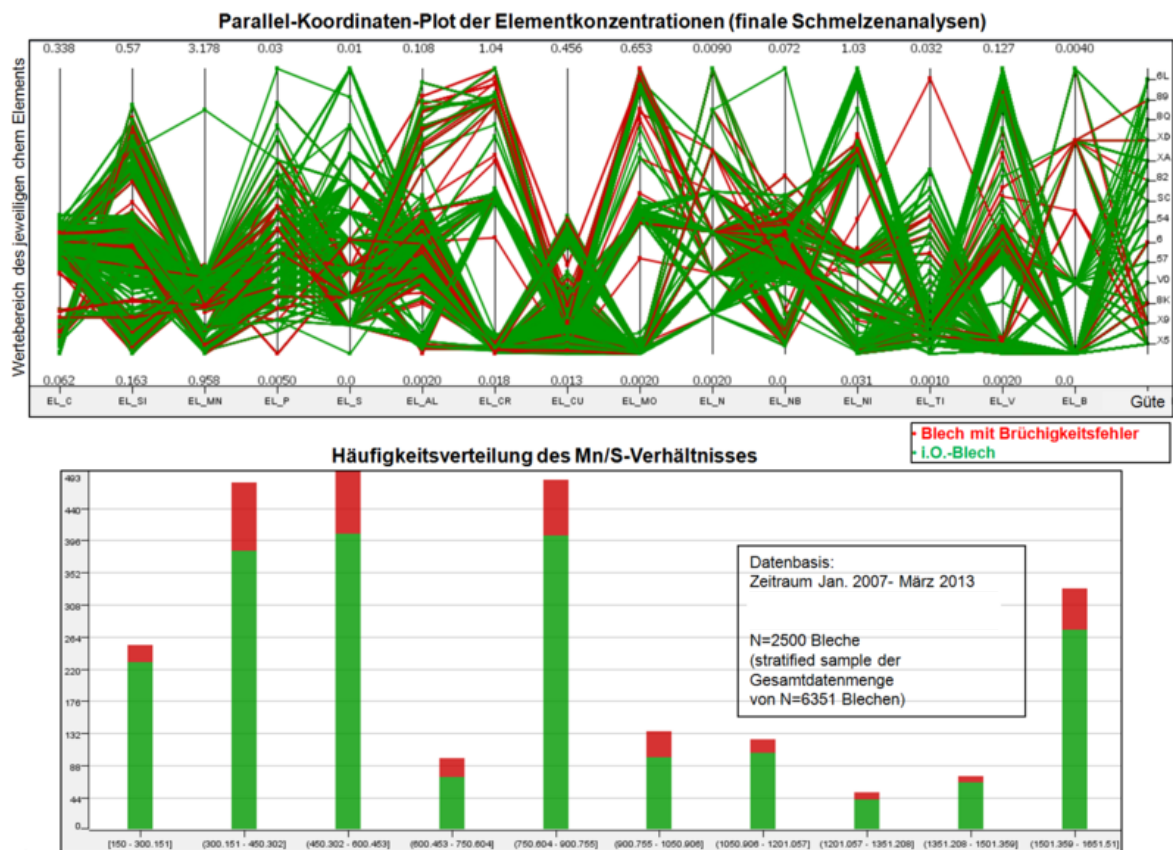 Parallel-Koordinaten-Plot der Elementkonzentrationen (finale Schmelzenanalysen)
0.338 0.57 3.178 0.03 0.01 0.108 1.04 0.456 0.653 0.0090 0.072 1.03 0.032 0.127 0.0040
Wertebereich des jeweiligen chem Elements
6L
89
8Q
XD
XA
82
SC
54
6
57
V0
8K
X9
X5
0.062 0.163 0.958 0.0050 0.0 0.0020 0.018 0.013 0.0020 0.0020 0.0 0.031 0.0010 0.0020 0.0
EL_C EL_SI EL_MN EL_P EL_S EL_AL EL_CR EL_CU EL_MO EL_N EL_NB EL_NI EL_TI EL_V EL_B Güte
Blech mit Brüchigkeitsfehler
i.O.-Blech
Häufigkeitsverteilung des Mn/S-Verhältnisses
493
440
396
352
308
264
220
176
132
88
44
0
Datenbasis:
Zeitraum Jan. 2007- März 2013
N=2500 Bleche
(stratified sample der
Gesamtdatenmenge
von N=6351 Blechen)
[150 - 300.151] (300.151 - 450.302] (450.302 - 600.453] (600.453 - 750.604] (750.604 - 900.755] (900.755 - 1050.906] (1050.906 - 1201.057] (1201.057 - 1351.208] (1351.208 - 1501.359] (1501.359 - 1651.51]